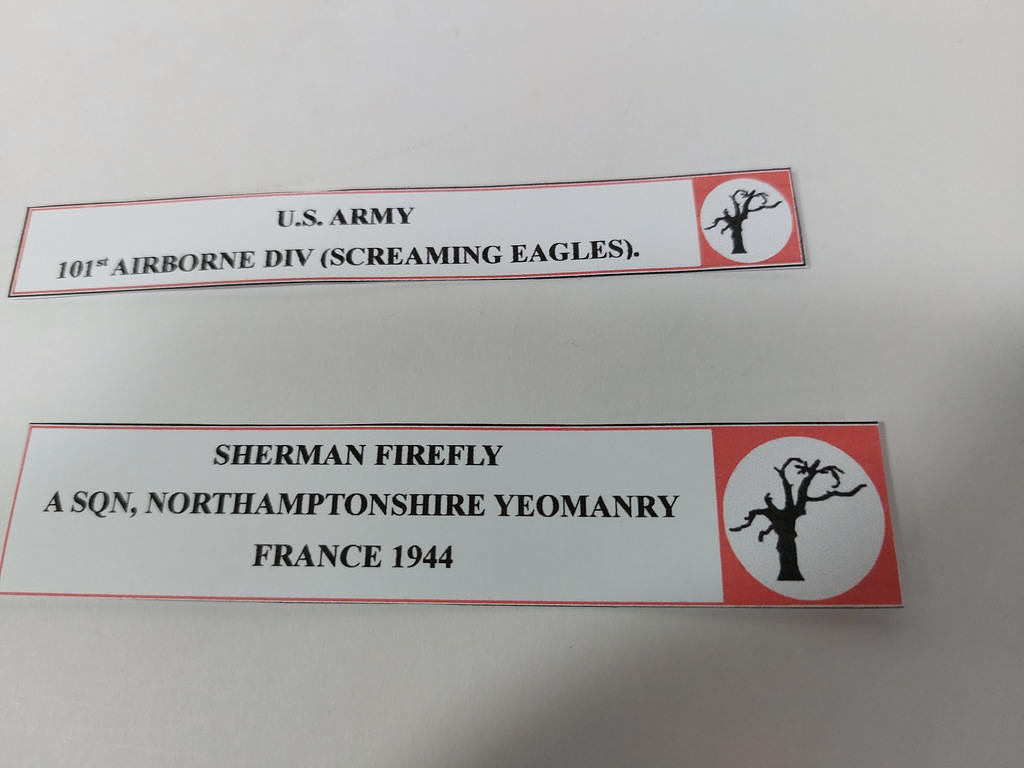 U.S. ARMY
101st AIRBORNE DIV (SCREAMING EAGLES).
SHERMAN FIREFLY
A SQN, NORTHAMPTONSHIRE YEOMANRY
FRANCE 1944